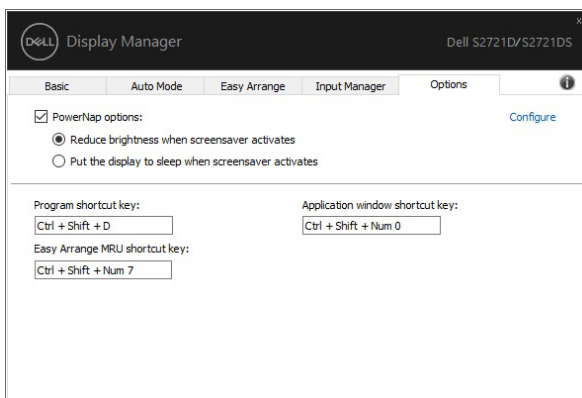 DELL Display Manager Dell S2721D/S2721DS
Basic Auto Mode Easy Arrange Input Manager Options
PowerNap options: Configure
Reduce brightness when screensaver activates
Put the display to sleep when screensaver activates
Program shortcut key: Application window shortcut key:
Ctrl + Shift + D Ctrl + Shift + Num 0
Easy Arrange MRU shortcut key:
Ctrl + Shift + Num 7